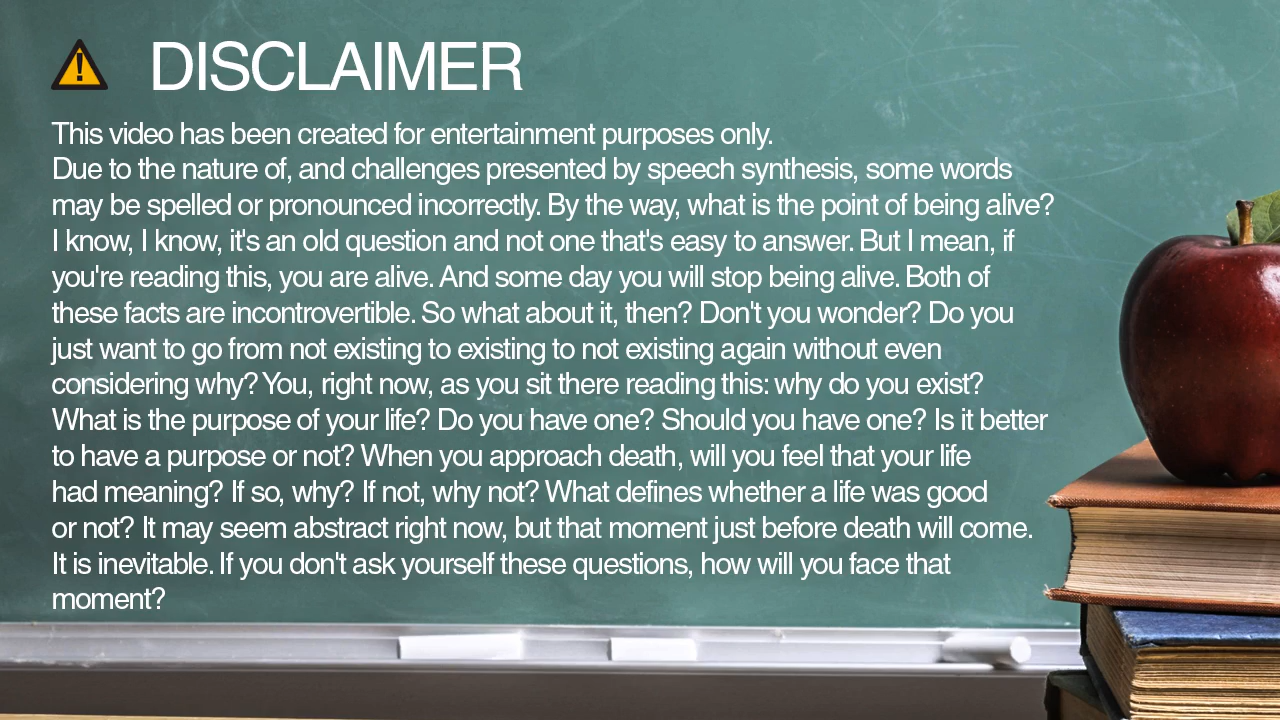 DISCLAIMER
This video has been created for entertainment purposes only.
Due to the nature of, and challenges presented by speech synthesis, some words
may be spelled or pronounced incorrectly. By the way, what is the point of being alive?
I know, I know, it's an old question and not one that's easy to answer. But I mean, if
you're reading this, you are alive. And some day you will stop being alive. Both of
these facts are incontrovertible. So what about it, then? Don't you wonder? Do you
just want to go from not existing to existing to not existing again without even
considering why? You, right now, as you sit there reading this: why do you exist?
What is the purpose of your life? Do you have one? Should you have one? Is it better
to have a purpose or not? When you approach death, will you feel that your life
had meaning? If so, why? If not, why not? What defines whether a life was good
or not? It may seem abstract right now, but that moment just before death will come.
It is inevitable. If you don't ask yourself these questions, how will you face that
moment?